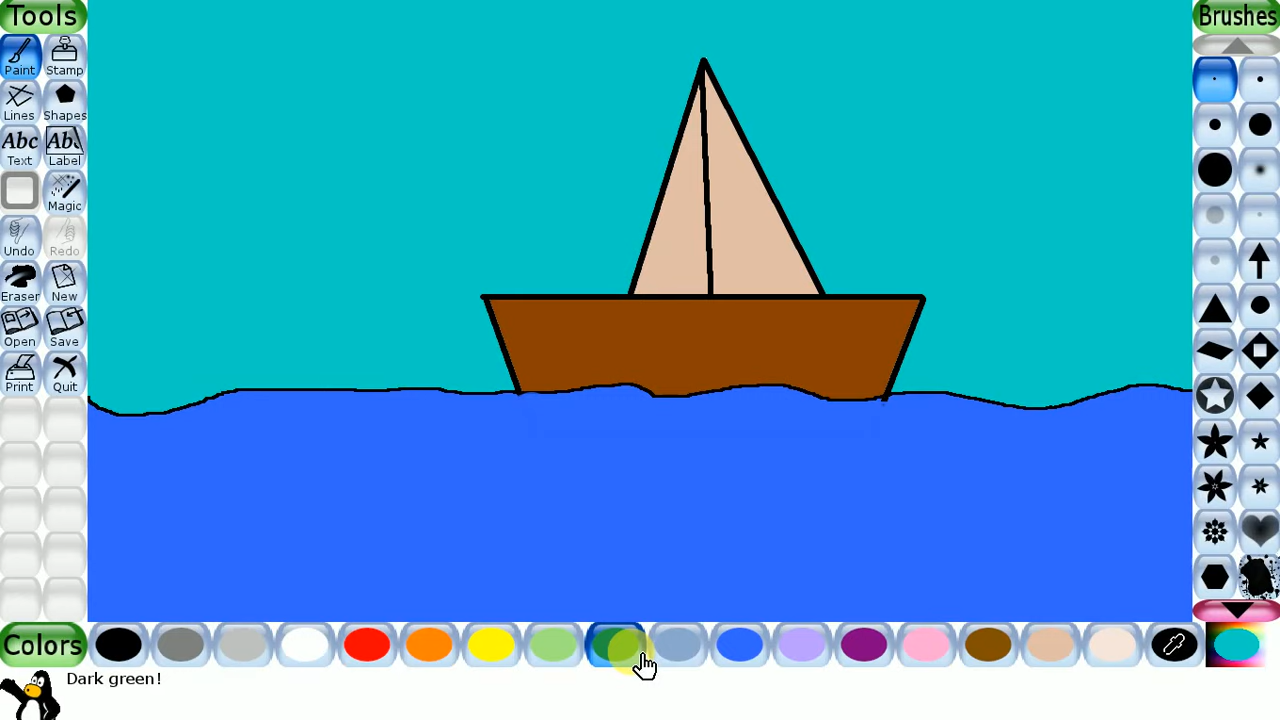 Tools
Brushes
Paint
Stamp
Lines
Shapes
Abc
Abc
Text
Label
Magic
Undo
Redo
Eraser
New
Open
Save
Print
Quit
Colors
Dark green!